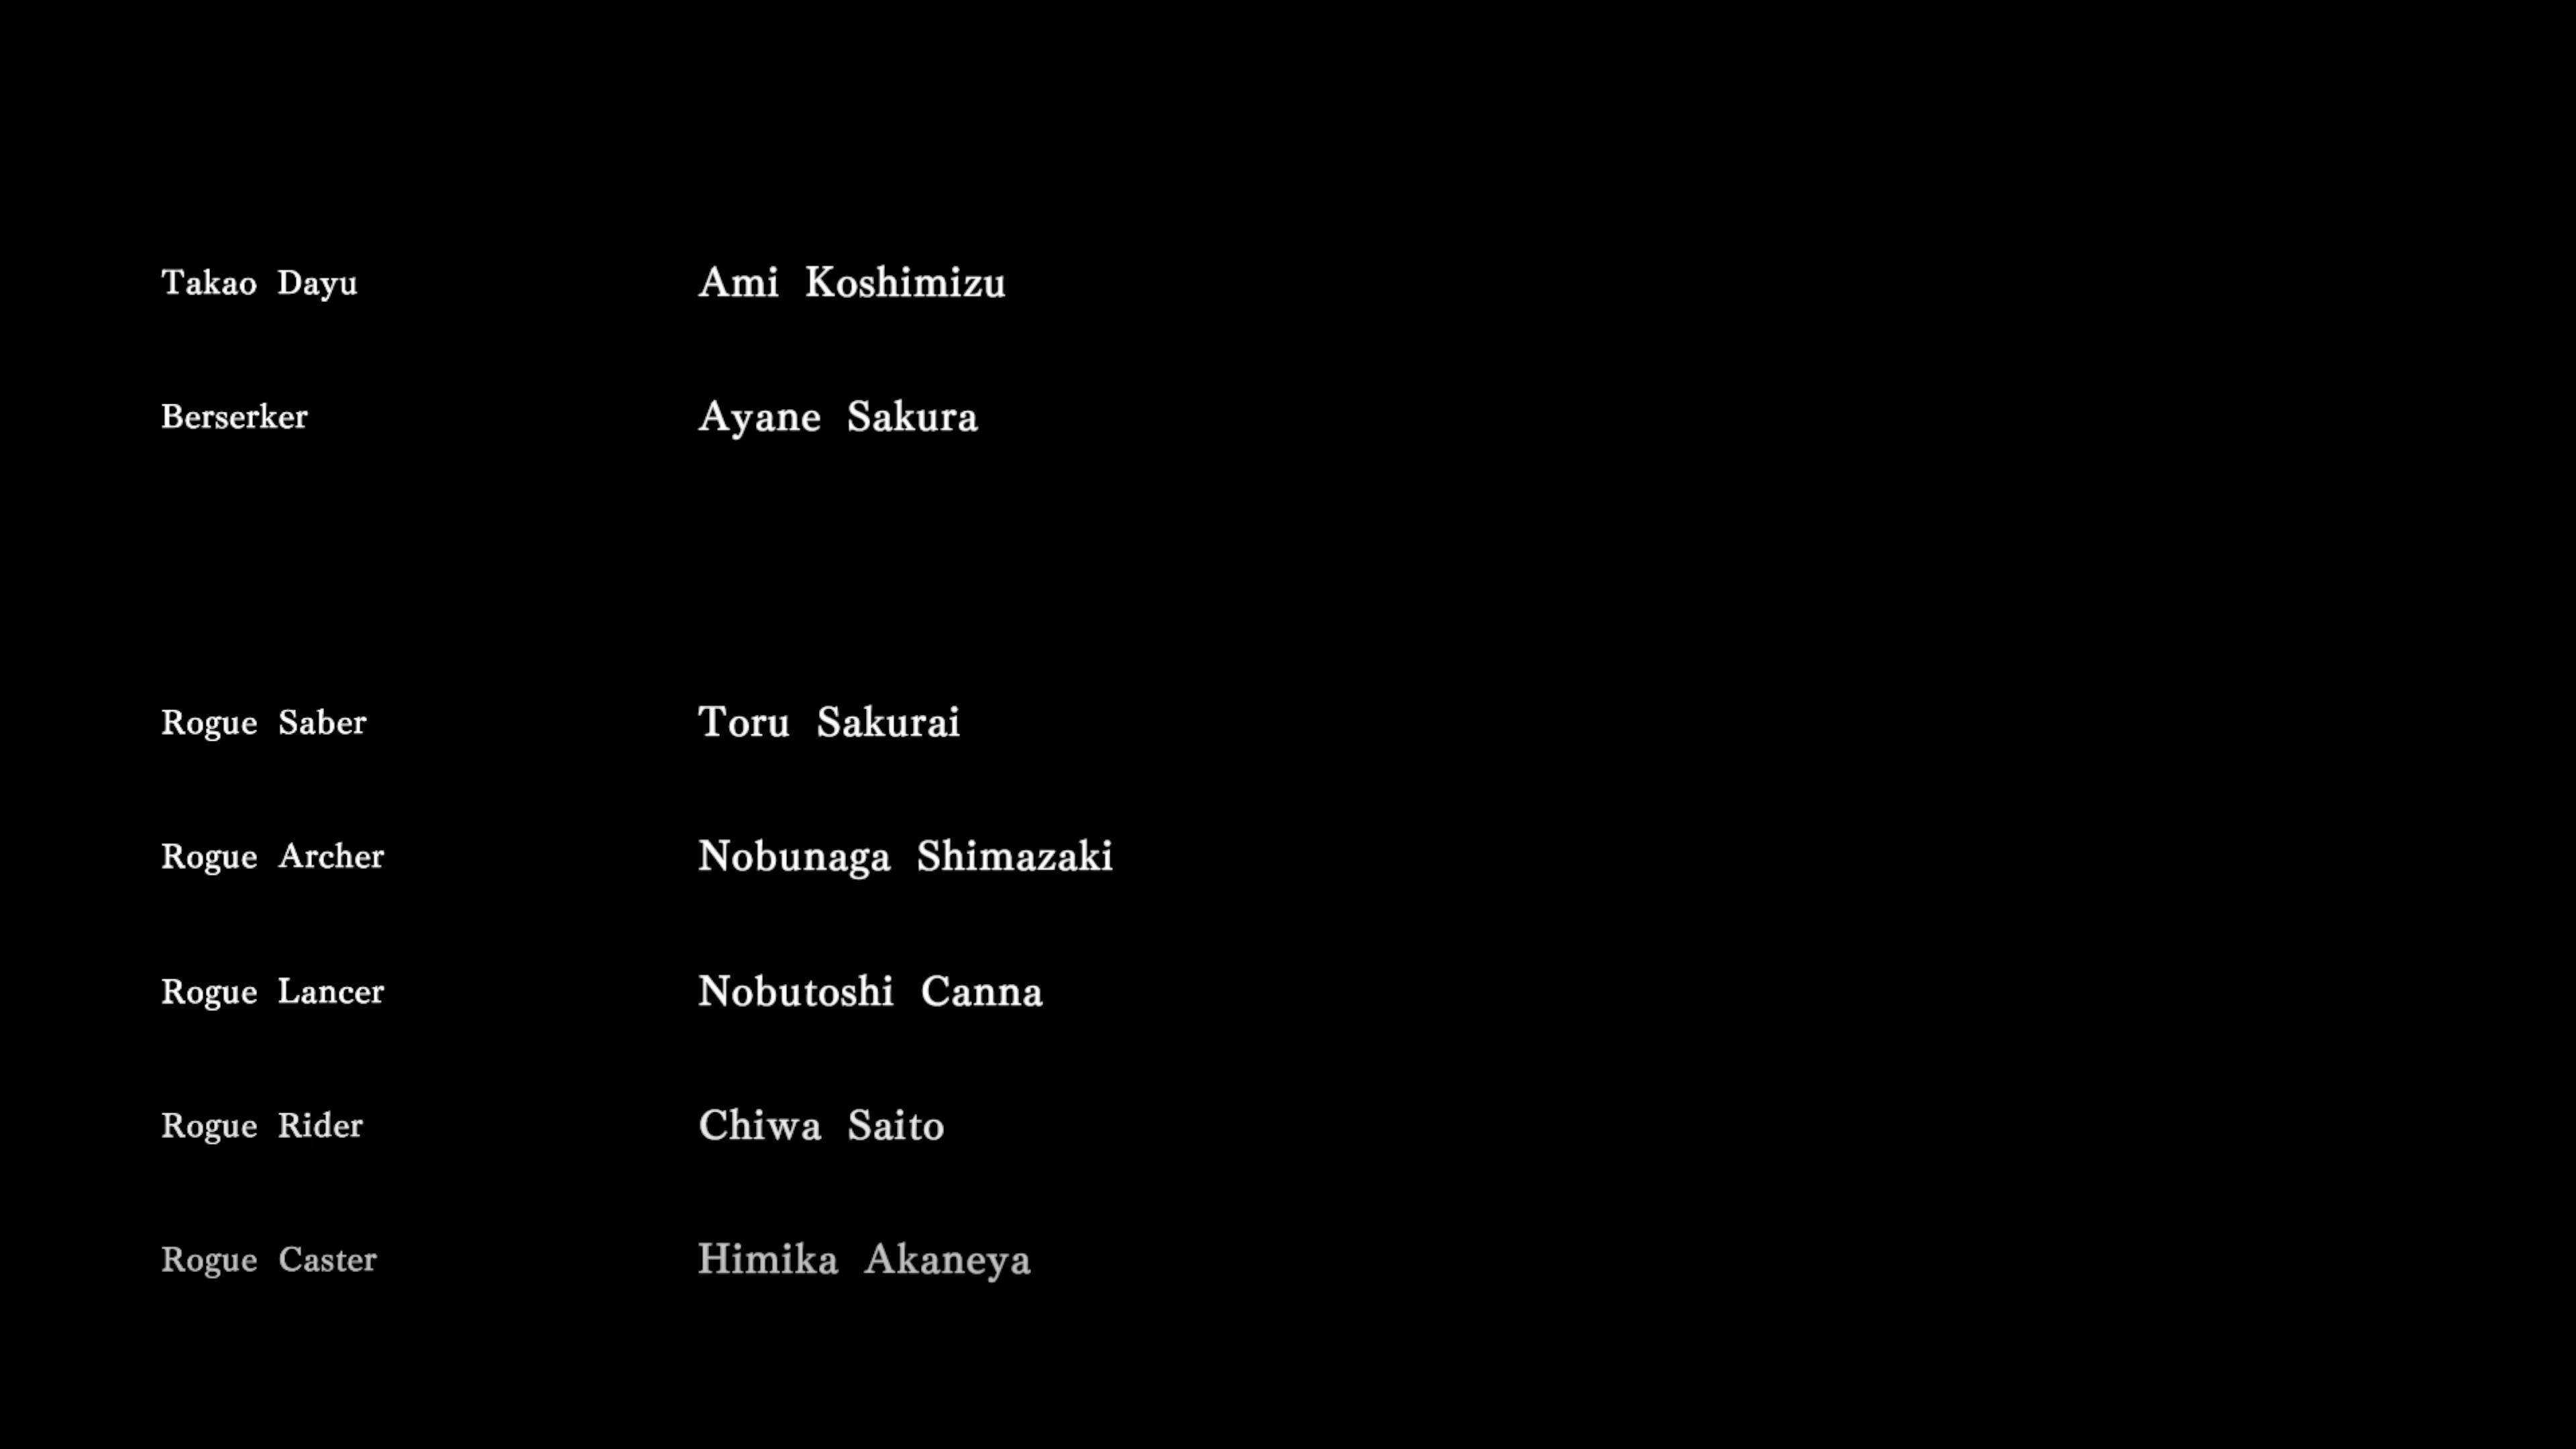 Takao Dayu Ami Koshimizu
Berserker Ayane Sakura
Rogue Saber Toru Sakurai
Rogue Archer Nobunaga Shimazaki
Rogue Lancer Nobutoshi Canna
Rogue Rider Chiwa Saito
Rogue Caster Himika Akaneya